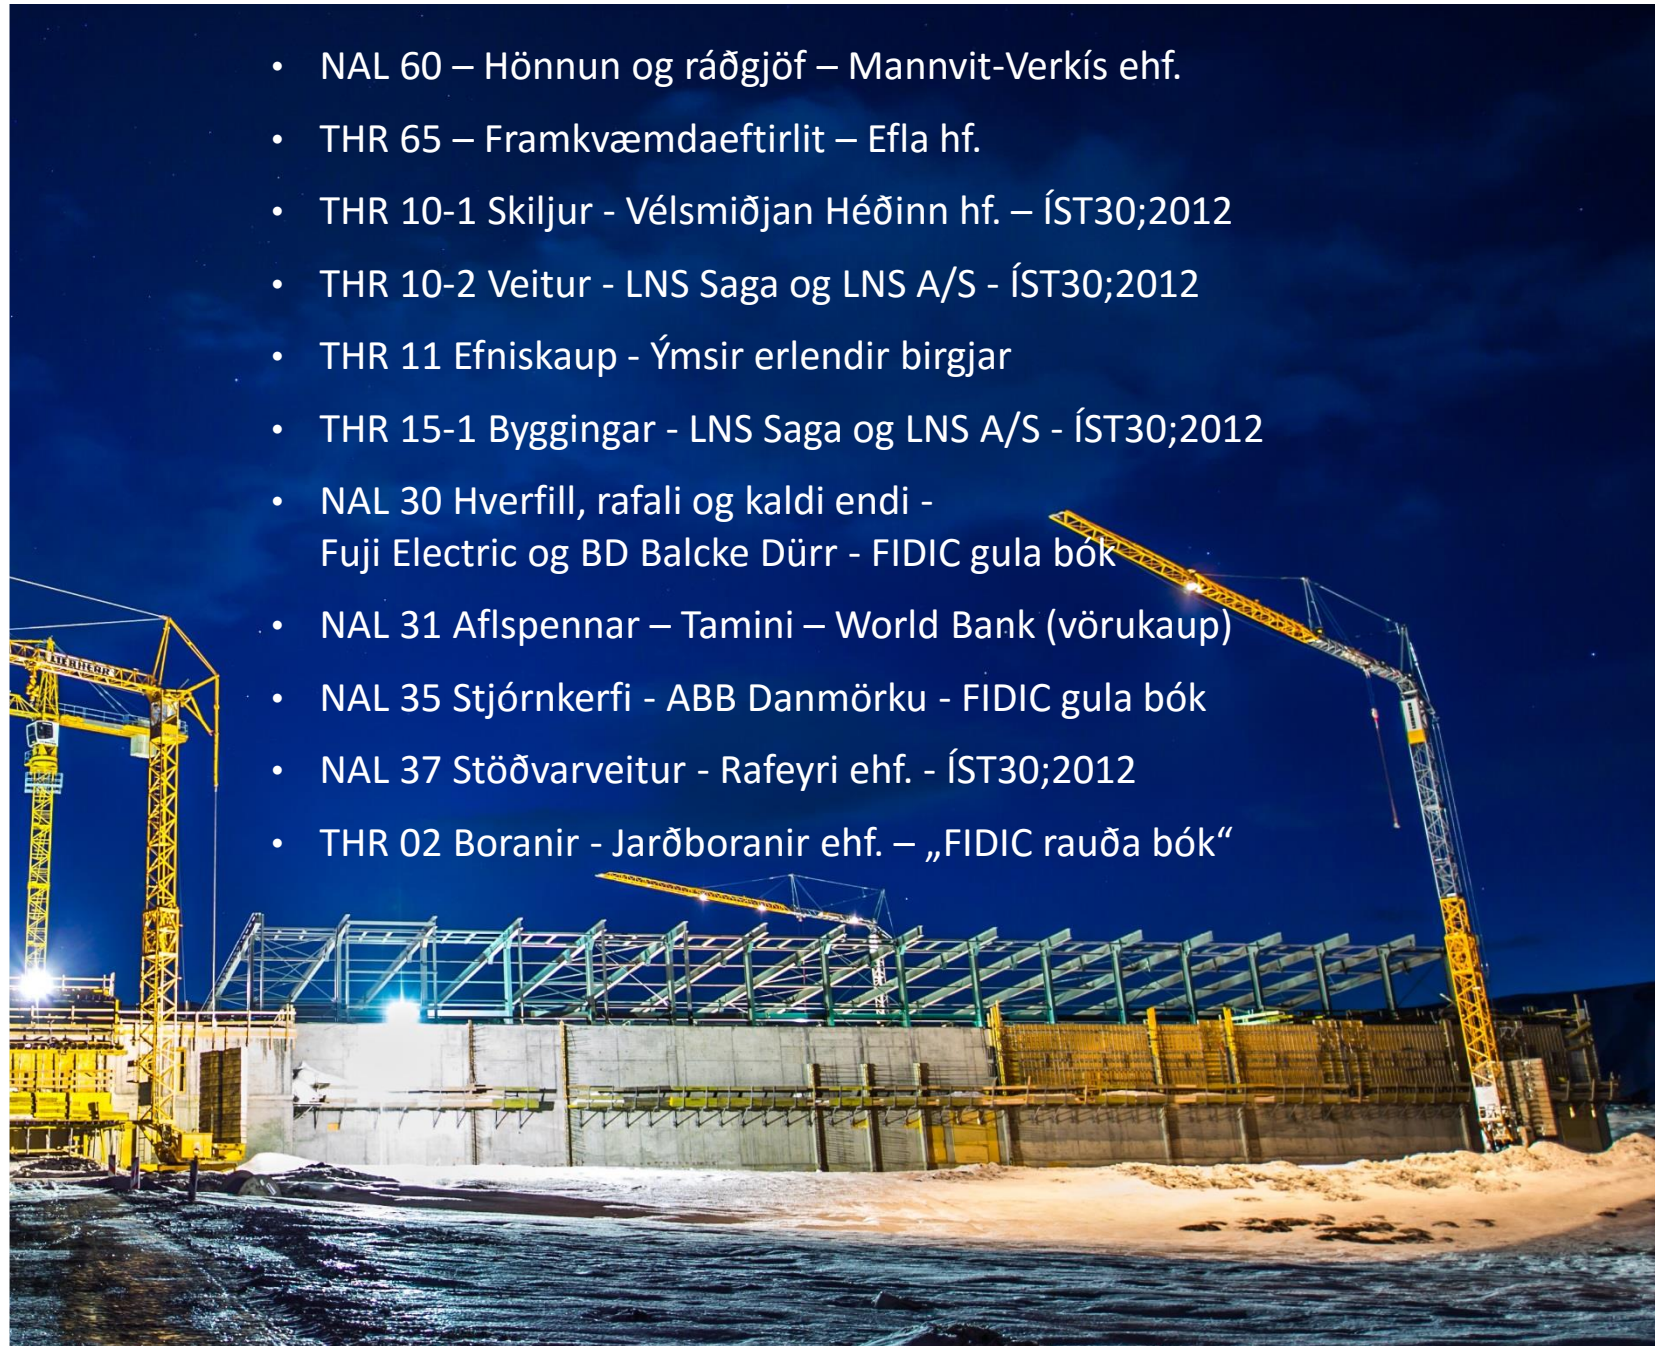 • NAL 60 – Hönnun og ráðgjöf – Mannvit-Verkís ehf.
• THR 65 – Framkvæmdaeftirlit – Efla hf.
• THR 10-1 Skiljur - Vélsmiðjan Héðinn hf. – ÍST30;2012
• THR 10-2 Veitur - LNS Saga og LNS A/S - ÍST30;2012
• THR 11 Efniskaup - Ýmsir erlendir birgjar
• THR 15-1 Byggingar - LNS Saga og LNS A/S - ÍST30;2012
• NAL 30 Hverfill, rafali og kaldi endi -
Fuji Electric og BD Balcke Dürr - FIDIC gula bók
• NAL 31 Aflspennar – Tamini – World Bank (vörukaup)
• NAL 35 Stjórnkerfi - ABB Danmörku - FIDIC gula bók
• NAL 37 Stöðvarveitur - Rafeyri ehf. - ÍST30;2012
• THR 02 Boranir - Jarðboranir ehf. – „FIDIC rauða bók“
LIEBHERR